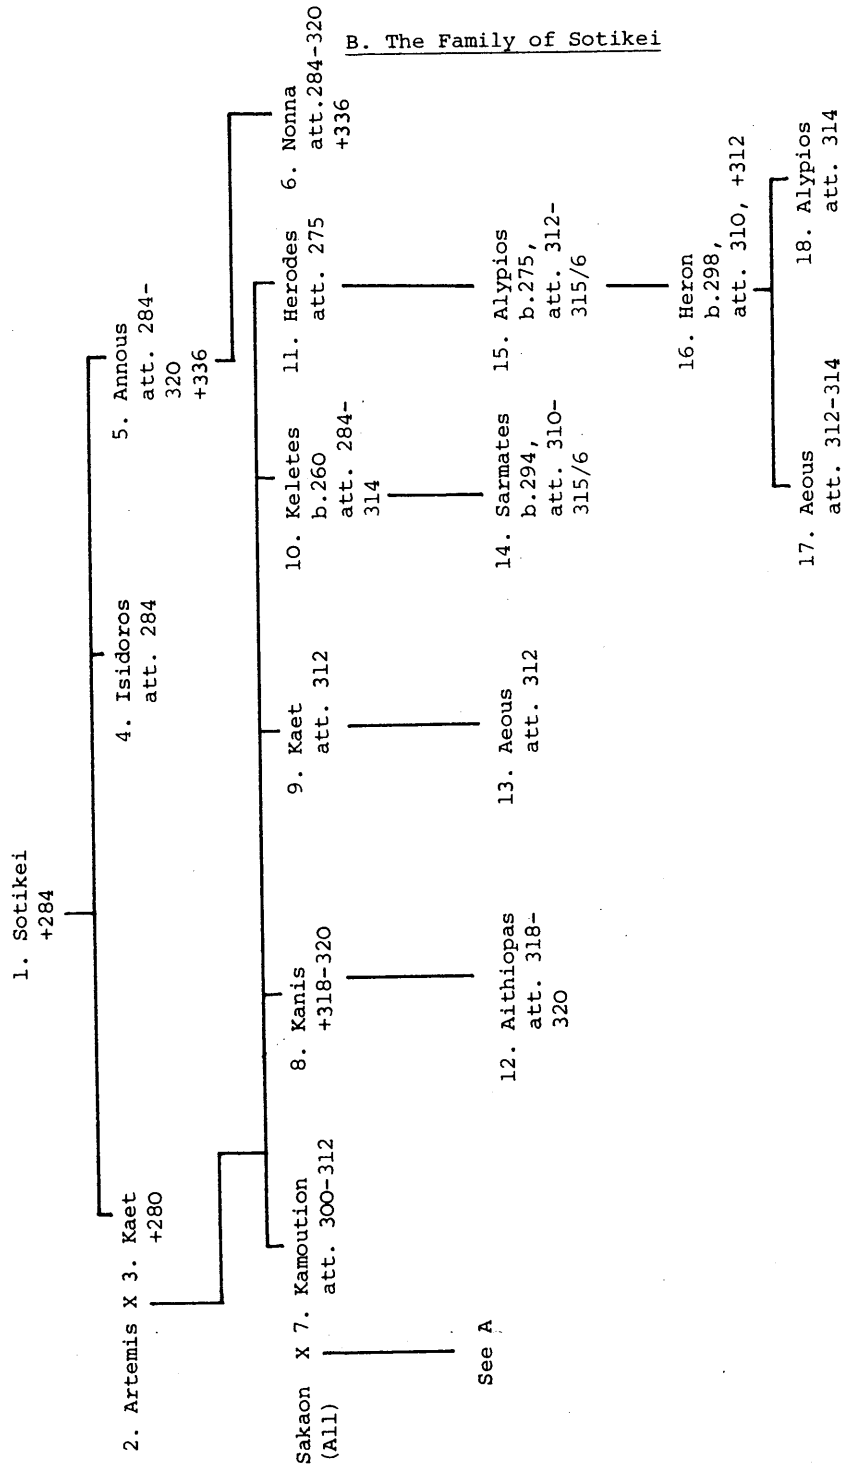 B. The Family of Sotikei
1. Sotikei
+284
2. Artemis X 3. Kaet
+280
4. Isidoros
att. 284
5. Annous
att. 284-
320
+336
Sakaon X 7. Kamoution
(A11) att. 300-312
8. Kanis
+318-320
9. Kaet
att. 312
10. Keletes
b.260
att. 284-
314
11. Herodes
att. 275
6. Nonna
att.284-320
+336
See A
12. Aithiopas
att. 318-
320
13. Aeous
att. 312
14. Sarmates
b.294,
att. 310-
315/6
15. Alypios
b.275,
att. 312-
315/6
16. Heron
b.298,
att. 310, +312
17. Aeous
att. 312-314
18. Alypios
att. 314